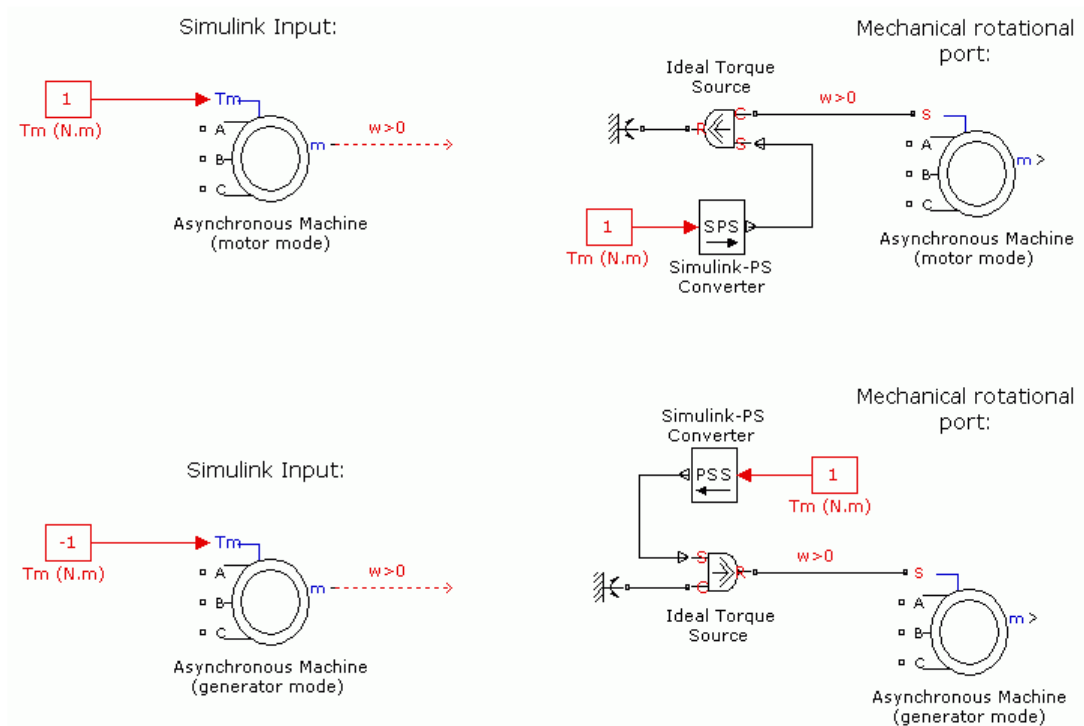 Simulink Input:
1
Tm (N.m)
Tm
A
B
C
m
w>0
Asynchronous Machine
(motor mode)
Mechanical rotational
port:
Ideal Torque
Source
R
C
S
w>0
S
A
B
C
m >
Asynchronous Machine
(motor mode)
1
Tm (N.m)
SPS
Simulink-PS
Converter
Simulink Input:
-1
Tm (N.m)
Tm
A
B
C
m
w>0
Asynchronous Machine
(generator mode)
Mechanical rotational
port:
Simulink-PS
Converter
PSS
1
Tm (N.m)
S
C
R
w>0
Ideal Torque
Source
S
A
B
C
m >
Asynchronous Machine
(generator mode)